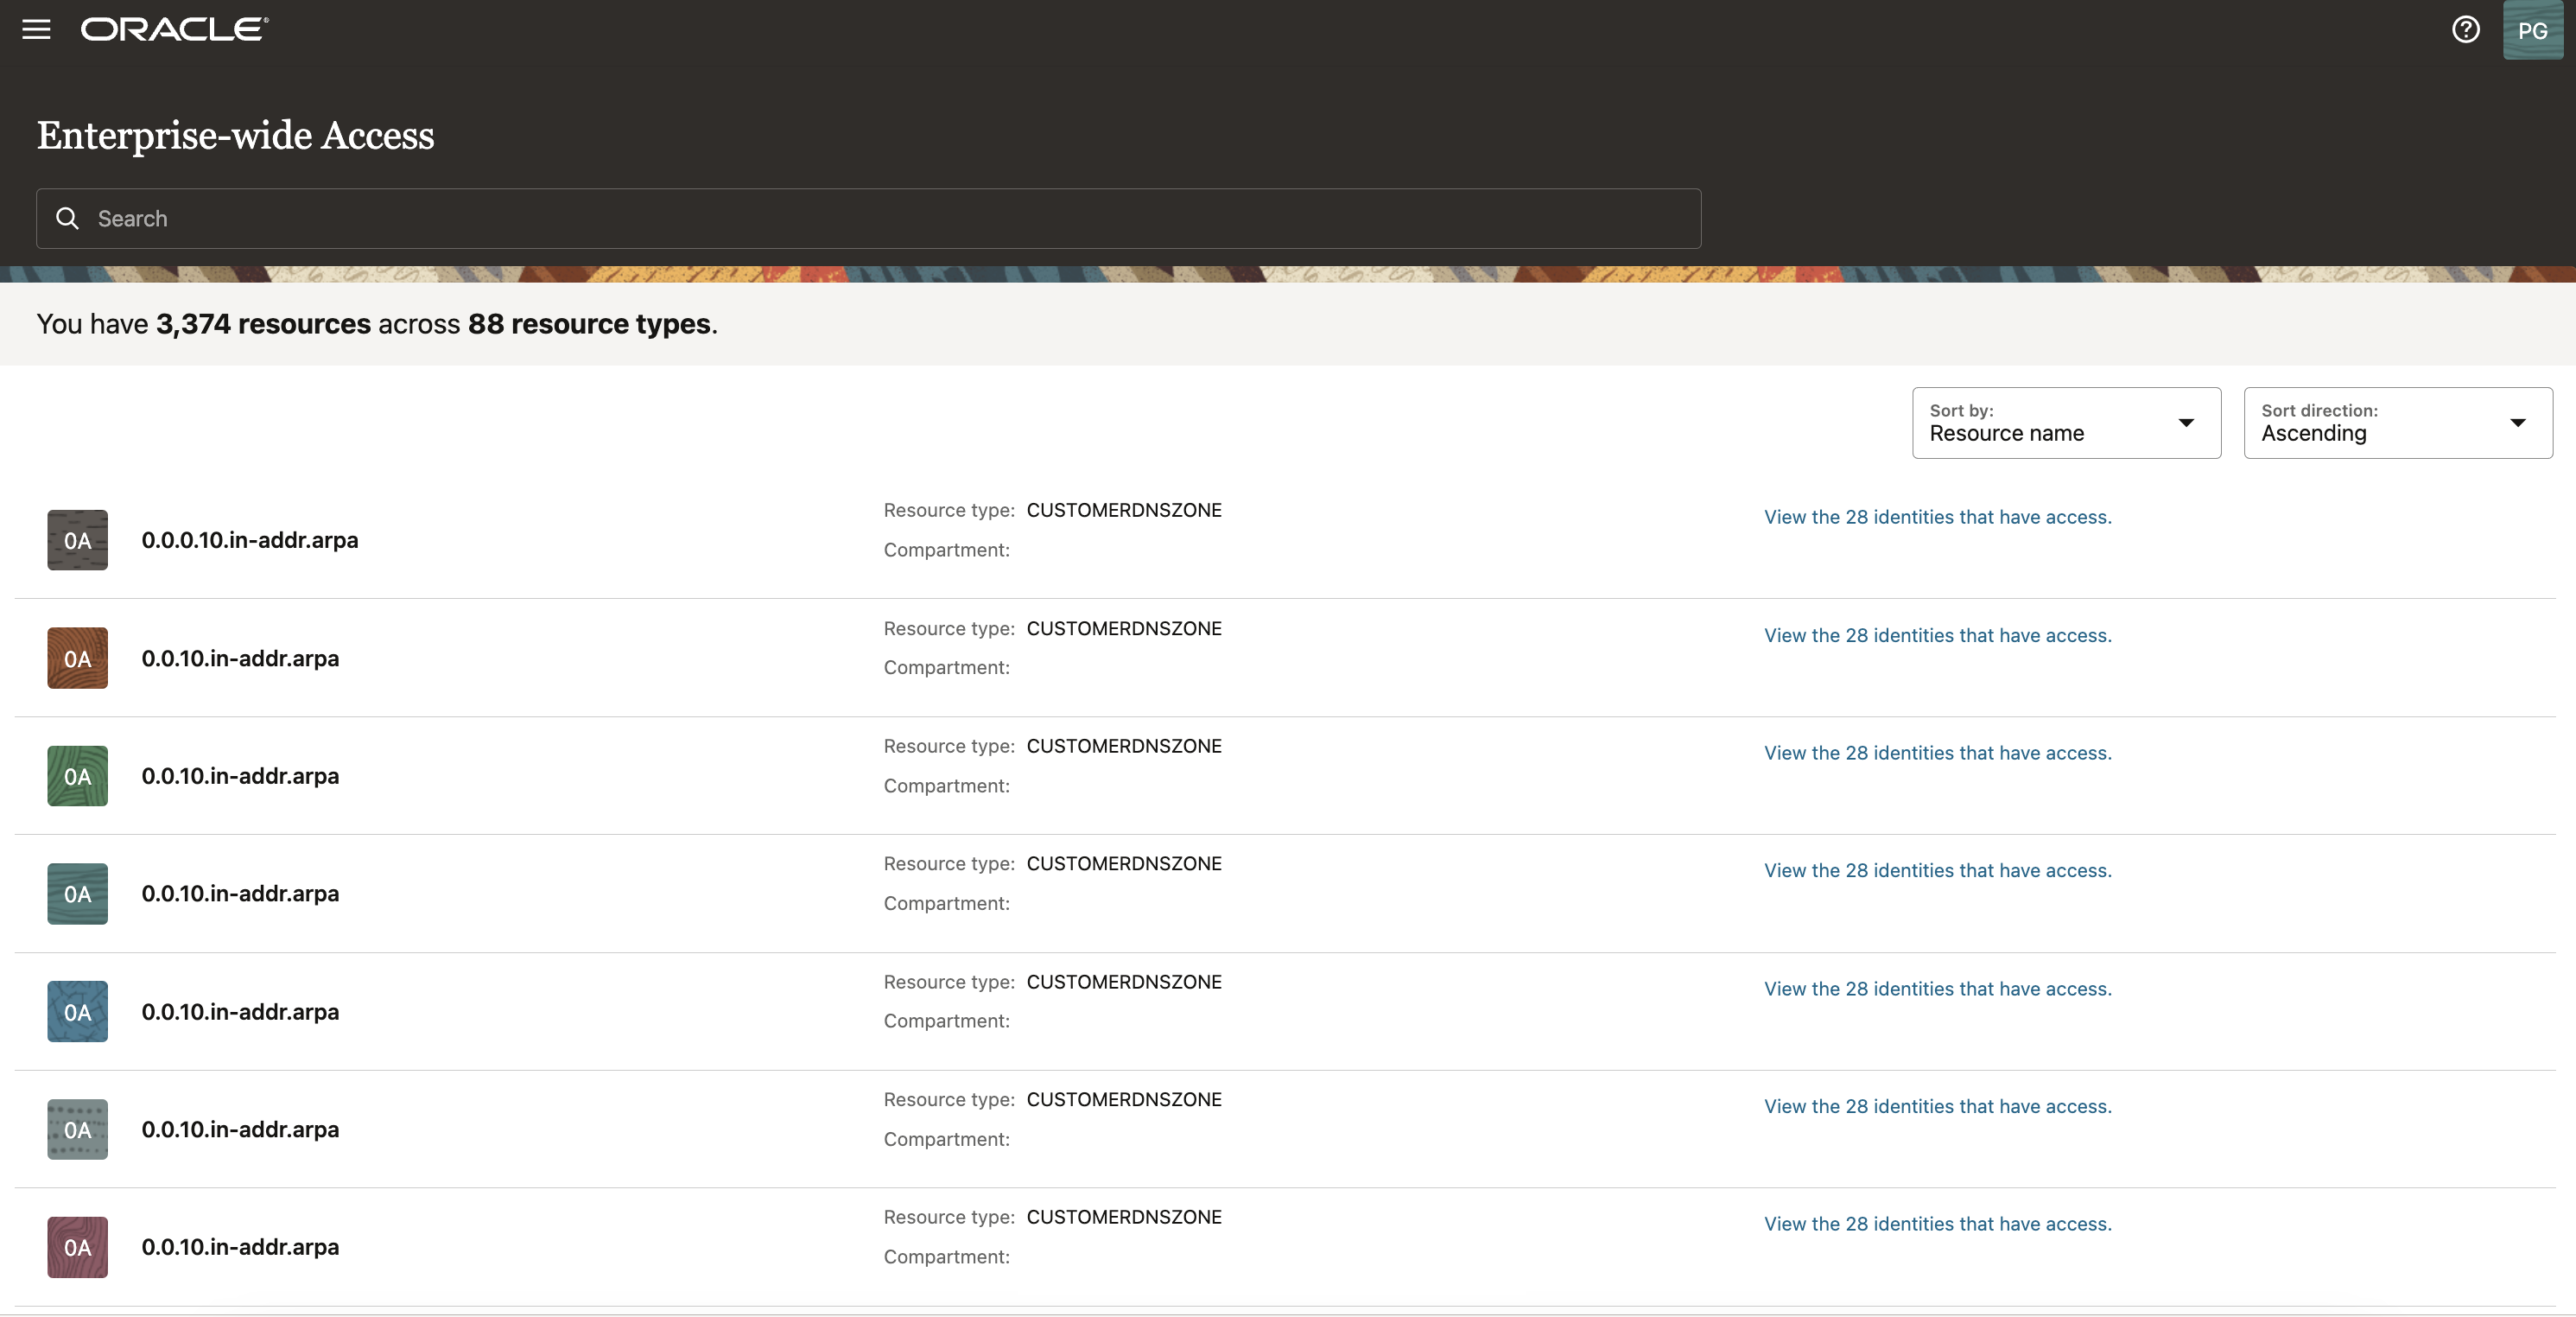 ORACLE
PG
Enterprise-wide Access
Search
You have 3,374 resources across 88 resource types.
Sort by:
Resource name
Sort direction:
Ascending
0A
0.0.0.10.in-addr.arpa
Resource type: CUSTOMERDNSZONE
Compartment:
View the 28 identities that have access.
0A
0.0.10.in-addr.arpa
Resource type: CUSTOMERDNSZONE
Compartment:
View the 28 identities that have access.
0A
0.0.10.in-addr.arpa
Resource type: CUSTOMERDNSZONE
Compartment:
View the 28 identities that have access.
0A
0.0.10.in-addr.arpa
Resource type: CUSTOMERDNSZONE
Compartment:
View the 28 identities that have access.
0A
0.0.10.in-addr.arpa
Resource type: CUSTOMERDNSZONE
Compartment:
View the 28 identities that have access.
0A
0.0.10.in-addr.arpa
Resource type: CUSTOMERDNSZONE
Compartment:
View the 28 identities that have access.
0A
0.0.10.in-addr.arpa
Resource type: CUSTOMERDNSZONE
Compartment:
View the 28 identities that have access.